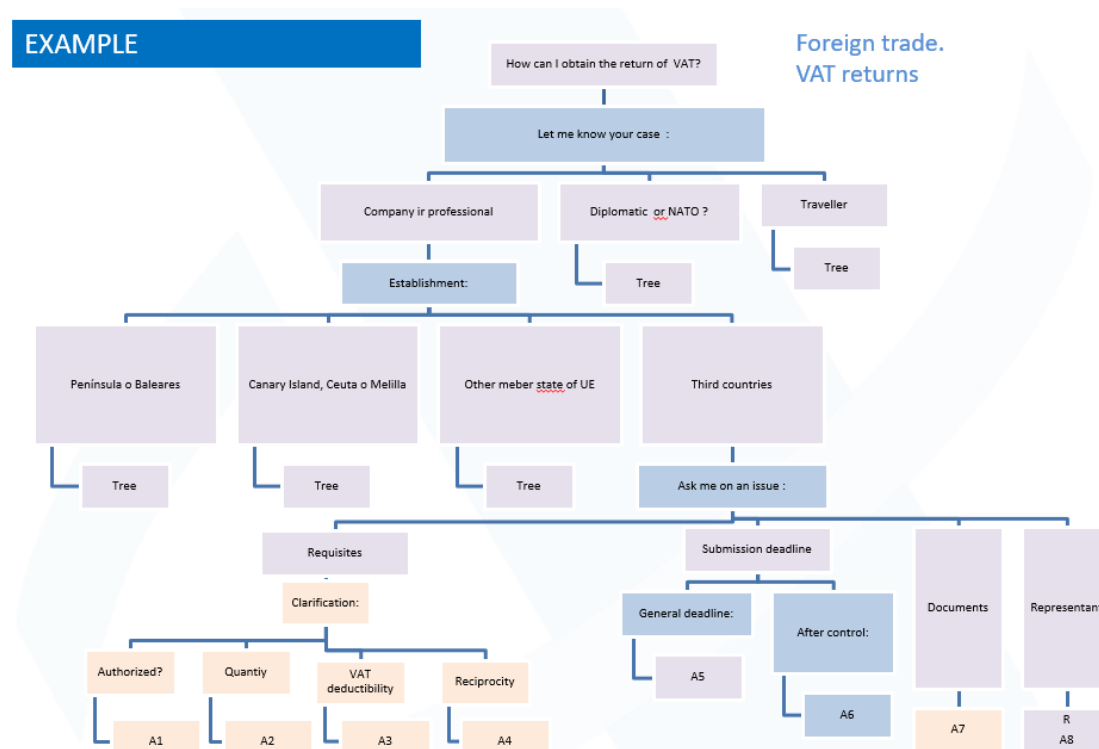 EXAMPLE
Foreign trade.
VAT returns
How can I obtain the return of VAT?
Let me know your case :
Company ir professional
Diplomatic or NATO ?
Traveller
Tree
Tree
Establishment:
Península o Baleares
Canary Island, Ceuta o Melilla
Other meber state of UE
Third countries
Tree
Tree
Tree
Ask me on an issue :
Requisites
Submission deadline
Documents
Representan
Clarification:
General deadline:
After control:
Authorized?
Quantiy
VAT
deductibility
Reciprocity
A5
A6
A1
A2
A3
A4
A7
R
A8